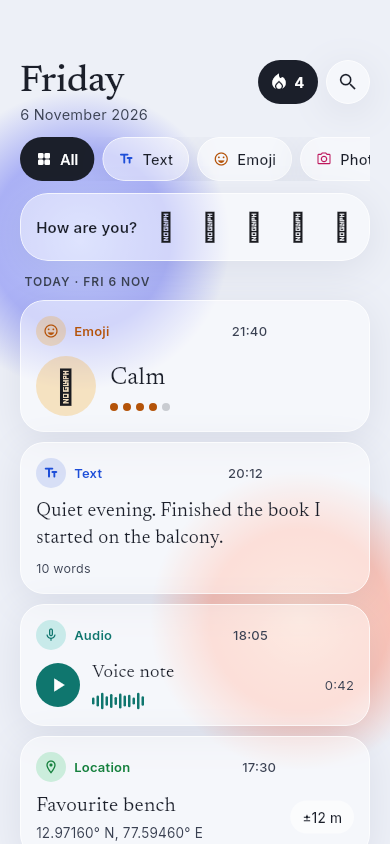 Friday
4
6 November 2026
All
Text
Emoji
Phot
How are you?
TODAY · FRI 6 NOV
Emoji 21:40
Calm
Text 20:12
Quiet evening. Finished the book I
started on the balcony.
10 words
Audio 18:05
Voice note
0:42
Location 17:30
Favourite bench
±12 m
12.97160° N, 77.59460° E